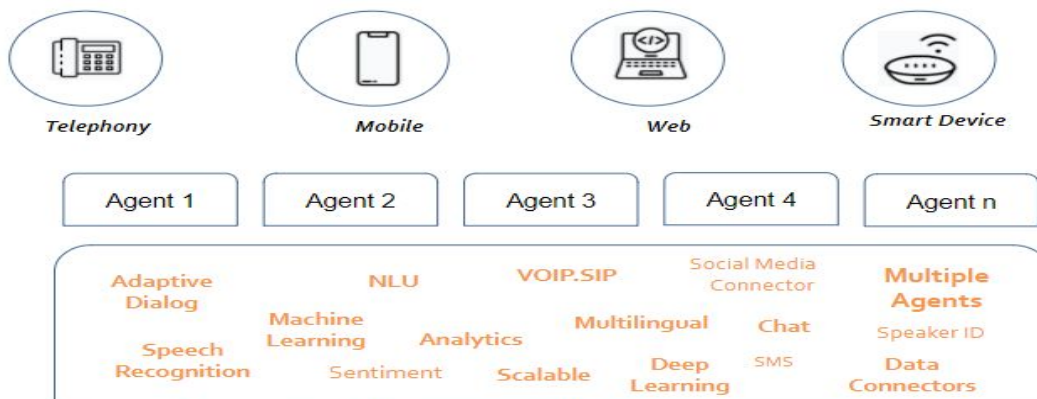 Telephony
Mobile
Web
Smart Device
Agent 1
Agent 2
Agent 3
Agent 4
Agent n
Adaptive
Dialog
NLU
VOIP.SIP
Social Media
Connector
Multiple
Agents
Machine
Learning
Analytics
Multilingual
Chat
Speaker ID
Speech
Recognition
Sentiment
Scalable
Deep
Learning
SMS
Data
Connectors